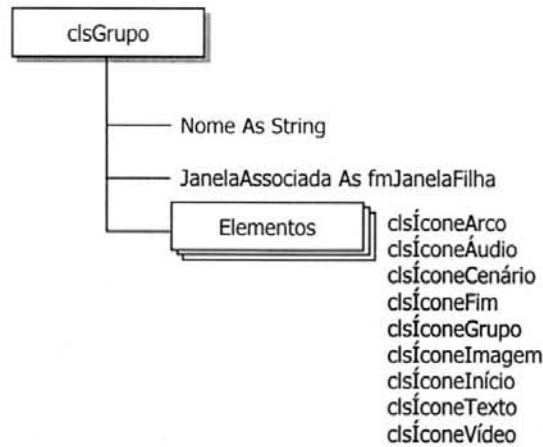 clsGrupo
Nome As String
JanelaAssociada As fmJanelaFilha
Elementos
clsÍconeArco
clsÍconeÁudio
clsÍconeCenário
clsÍconeFim
clsÍconeGrupo
clsÍconeImagem
clsÍconeInício
clsÍconeTexto
clsÍconeVídeo